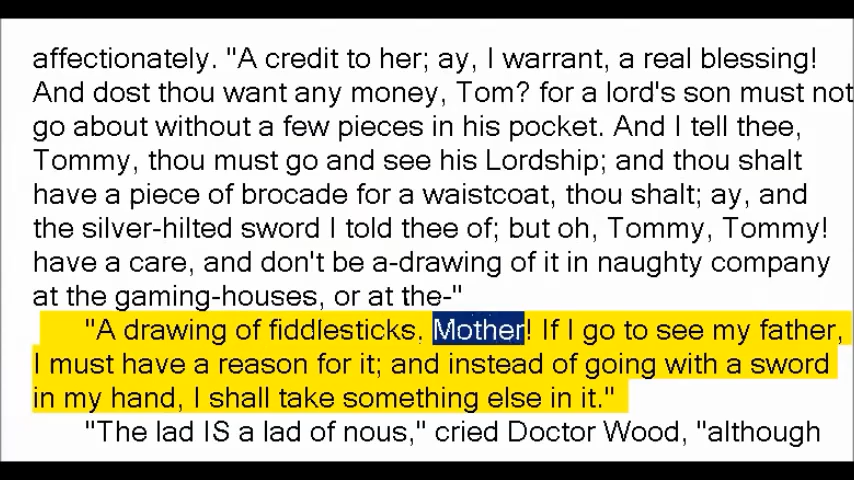 affectionately. "A credit to her; ay, I warrant, a real blessing!
And dost thou want any money, Tom? for a lord's son must not
go about without a few pieces in his pocket. And I tell thee,
Tommy, thou must go and see his Lordship; and thou shalt
have a piece of brocade for a waistcoat, thou shalt; ay, and
the silver-hilted sword I told thee of; but oh, Tommy, Tommy!
have a care, and don't be a-drawing of it in naughty company
at the gaming-houses, or at the-"
"A drawing of fiddlesticks, Mother! If I go to see my father,
I must have a reason for it; and instead of going with a sword
in my hand, I shall take something else in it."
"The lad IS a lad of nous," cried Doctor Wood, "although